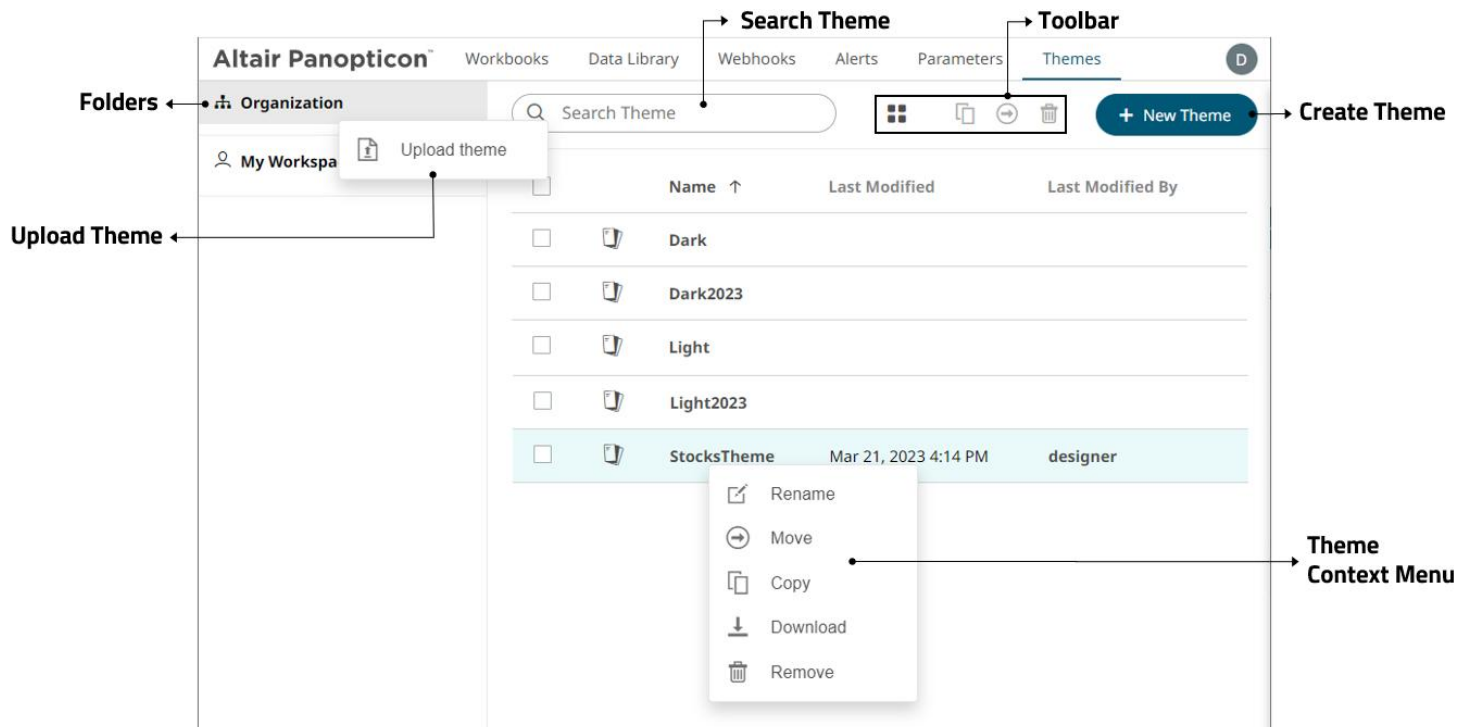 Search Theme
Toolbar
Altair Panopticon™
Workbooks
Data Library
Webhooks
Alerts
Parameters
Themes
D
Folders
Organization
Search Theme
+ New Theme
Create Theme
Upload theme
My Workspa
Name ↑
Last Modified
Last Modified By
Upload Theme
Dark
Dark2023
Light
Light2023
StocksTheme
Mar 21, 2023 4:14 PM
designer
Rename
Move
Copy
Download
Remove
Theme
Context Menu